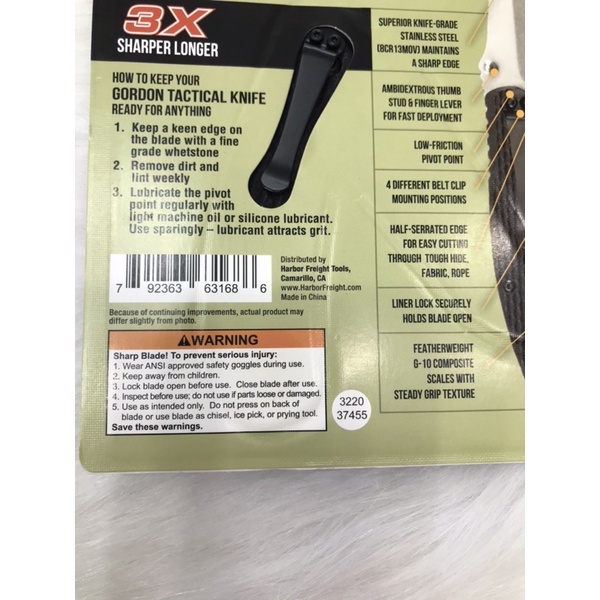 3X
SHARPER LONGER
HOW TO KEEP YOUR
GORDON TACTICAL KNIFE
READY FOR ANYTHING
1. Keep a keen edge on
the blade with a fine
grade whetstone
2. Remove dirt and
lint weekly
3. Lubricate the pivot
point regularly with
light machine oil or silicone lubricant.
Use sparingly – lubricant attracts grit.
7 92363 63168 6
Distributed by
Harbor Freight Tools,
Camarillo, CA
www.HarborFreight.com
Made in China
Because of continuing improvements, actual product may
differ slightly from photo.
WARNING
Sharp Blade! To prevent serious injury:
1. Wear ANSI approved safety goggles during use.
2. Keep away from children.
3. Lock blade open before use. Close blade after use.
4. Inspect before use; do not use if parts loose or damaged.
5. Use as intended only. Do not press on back of
blade or use blade as chisel, ice pick, or prying tool.
Save these warnings.
3220
37455
SUPERIOR KNIFE-GRADE
STAINLESS STEEL
(8CR13MOV) MAINTAINS
A SHARP EDGE
AMBIDEXTROUS THUMB
STUD & FINGER LEVER
FOR FAST DEPLOYMENT
LOW-FRICTION
PIVOT POINT
4 DIFFERENT BELT CLIP
MOUNTING POSITIONS
HALF-SERRATED EDGE
FOR EASY CUTTING
THROUGH TOUGH HIDE,
FABRIC, ROPE
LINER LOCK SECURELY
HOLDS BLADE OPEN
FEATHERWEIGHT
G-10 COMPOSITE
SCALES WITH
STEADY GRIP TEXTURE